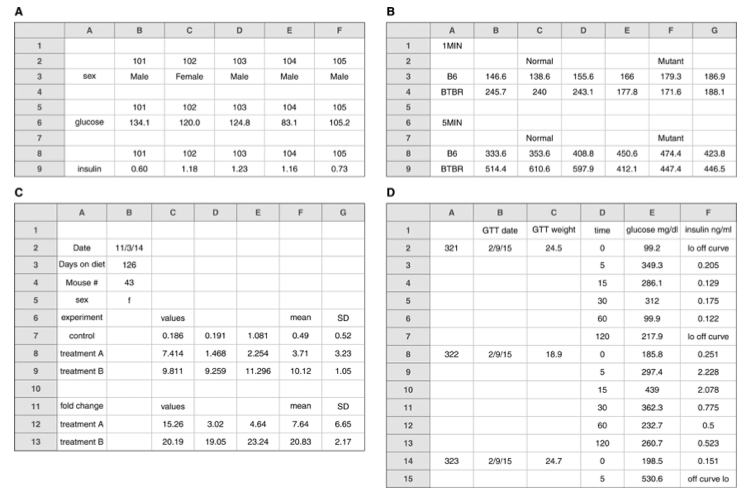 A
A B C D E F
1
2 101 102 103 104 105
3 sex Male Female Male Male Male
4
5 101 102 103 104 105
6 glucose 134.1 120.0 124.8 83.1 105.2
7
8 101 102 103 104 105
9 insulin 0.60 1.18 1.23 1.16 0.73
B
A B C D E F G
1 1MIN
2 Normal Mutant
3 B6 146.6 138.6 155.6 166 179.3 186.9
4 BTBR 245.7 240 243.1 177.8 171.6 188.1
5
6 5MIN
7 Normal Mutant
8 B6 333.6 353.6 408.8 450.6 474.4 423.8
9 BTBR 514.4 610.6 597.9 412.1 447.4 446.5
C
A B C D E F G
1
2 Date 11/3/14
3 Days on diet 126
4 Mouse # 43
5 sex f
6 experiment values mean SD
7 control 0.186 0.191 1.081 0.49 0.52
8 treatment A 7.414 1.468 2.254 3.71 3.23
9 treatment B 9.811 9.259 11.296 10.12 1.05
10
11 fold change values mean SD
12 treatment A 15.26 3.02 4.64 7.64 6.65
13 treatment B 20.19 19.05 23.24 20.83 2.17
D
A B C D E F
1 GTT date GTT weight time glucose mg/dl insulin ng/ml
2 321 2/9/15 24.5 0 99.2 lo off curve
3 5 349.3 0.205
4 15 286.1 0.129
5 30 312 0.175
6 60 99.9 0.122
7 120 217.9 lo off curve
8 322 2/9/15 18.9 0 185.8 0.251
9 5 297.4 2.228
10 15 439 2.078
11 30 362.3 0.775
12 60 232.7 0.5
13 120 260.7 0.523
14 323 2/9/15 24.7 0 198.5 0.151
15 5 530.6 off curve lo